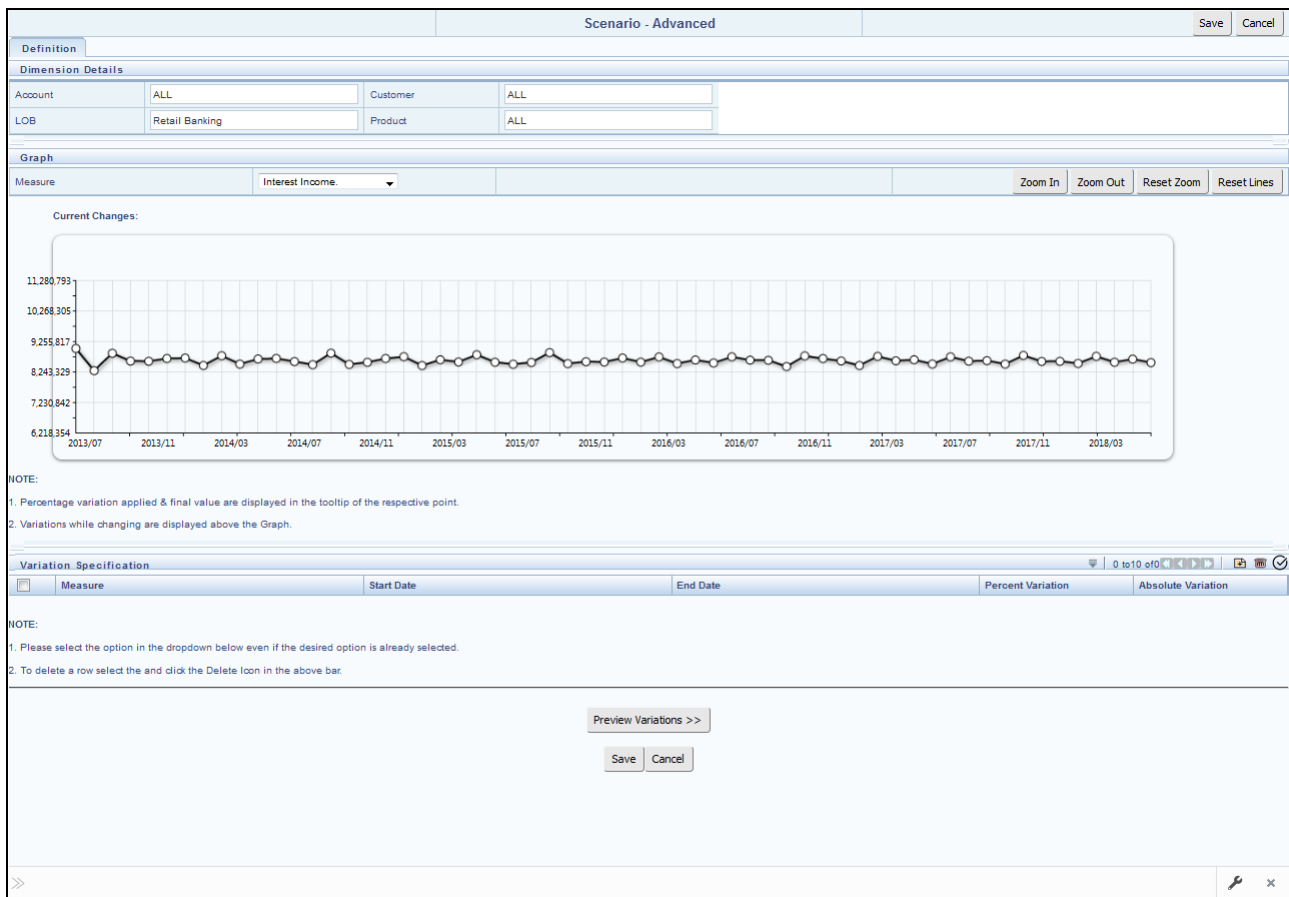 Scenario - Advanced
Save Cancel
Definition
Dimension Details
Account ALL Customer ALL
LOB Retail Banking Product ALL
Graph
Measure Interest Income. Zoom In Zoom Out Reset Zoom Reset Lines
Current Changes:
11,280,793
10,268,305
9,255,817
8,243,329
7,230,842
6,218,354
2013/07 2013/11 2014/03 2014/07 2014/11 2015/03 2015/07 2015/11 2016/03 2016/07 2016/11 2017/03 2017/07 2017/11 2018/03
NOTE:
1. Percentage variation applied & final value are displayed in the tooltip of the respective point.
2. Variations while changing are displayed above the Graph.
Variation Specification 0 to10 of0
Measure Start Date End Date Percent Variation Absolute Variation
NOTE:
1. Please select the option in the dropdown below even if the desired option is already selected.
2. To delete a row select the and click the Delete Icon in the above bar.
Preview Variations >>
Save Cancel